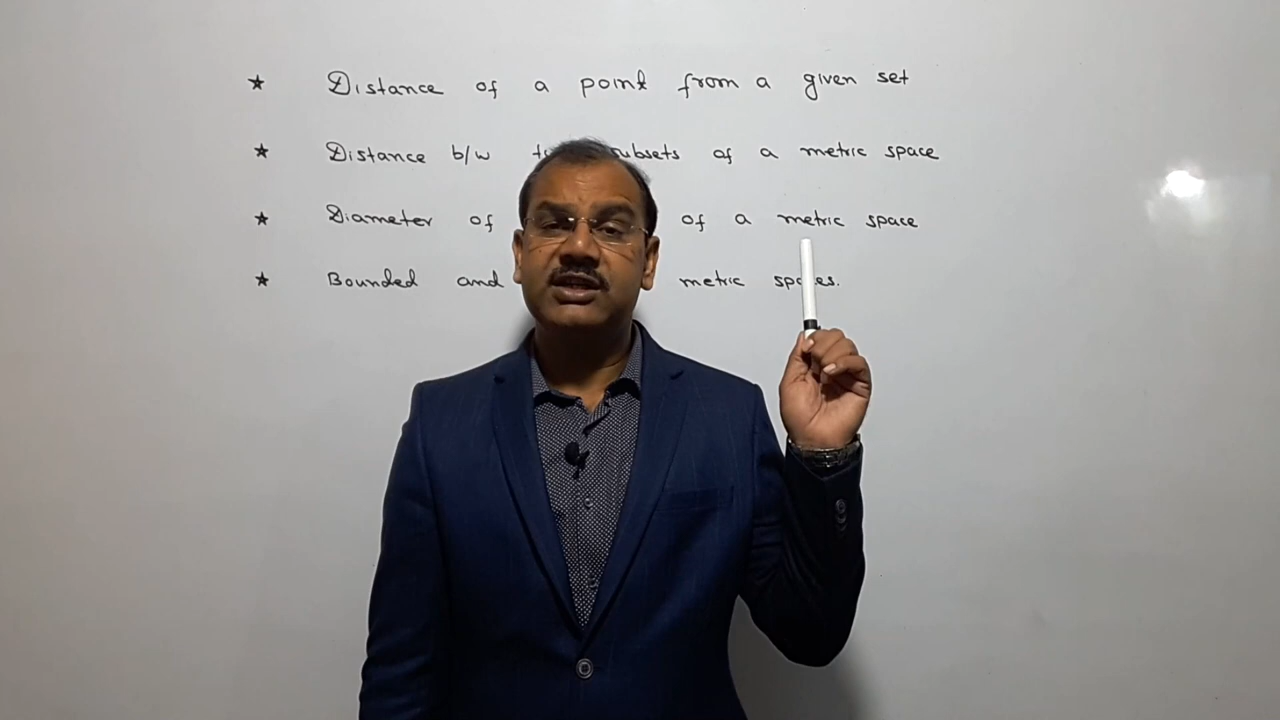 ★ Distance of a point from a given set
★ Distance b/w subsets of a metric space
★ Diameter of of a metric space
★ Bounded and metric spaces.